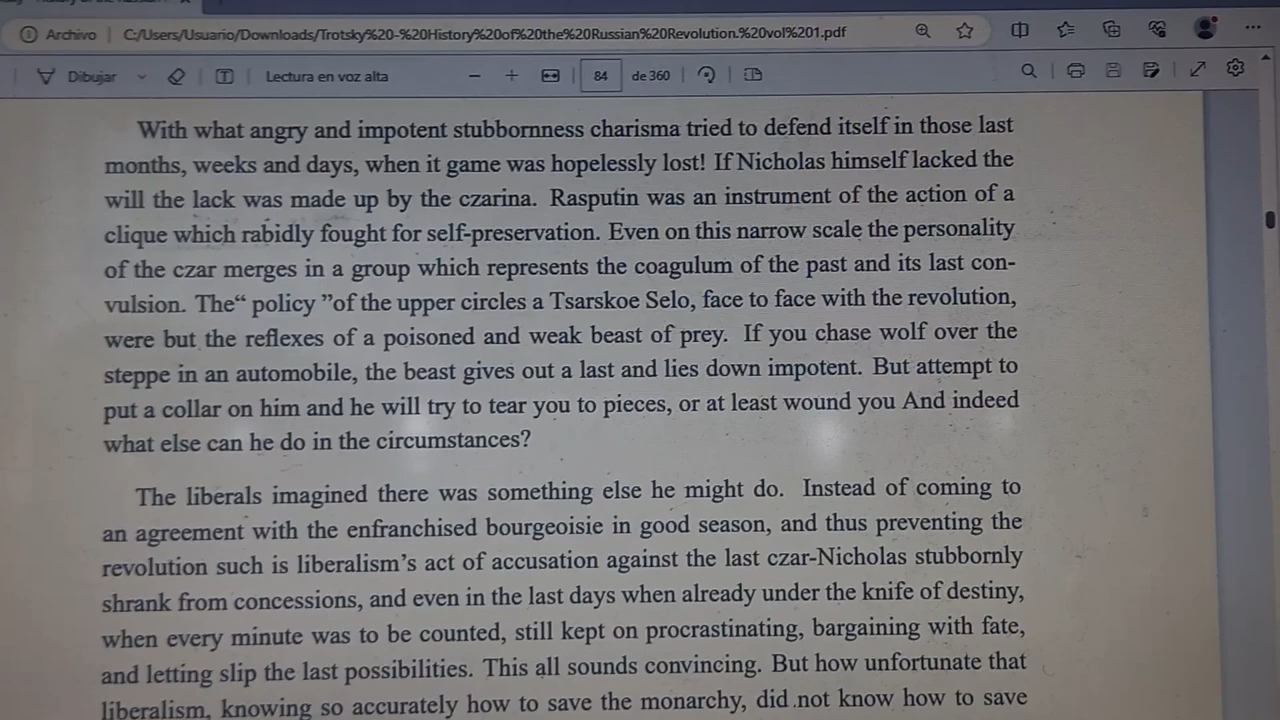 Archivo | C:/Users/Usuario/Downloads/Trotsky%20-%20History%20of%20the%20Russian%20Revolution.%20vol%201.pdf
Dibujar Lectura en voz alta 84 de 360
With what angry and impotent stubbornness charisma tried to defend itself in those last
months, weeks and days, when it game was hopelessly lost! If Nicholas himself lacked the
will the lack was made up by the czarina. Rasputin was an instrument of the action of a
clique which rabidly fought for self-preservation. Even on this narrow scale the personality
of the czar merges in a group which represents the coagulum of the past and its last con-
vulsion. The“ policy ”of the upper circles a Tsarskoe Selo, face to face with the revolution,
were but the reflexes of a poisoned and weak beast of prey. If you chase wolf over the
steppe in an automobile, the beast gives out a last and lies down impotent. But attempt to
put a collar on him and he will try to tear you to pieces, or at least wound you And indeed
what else can he do in the circumstances?
The liberals imagined there was something else he might do. Instead of coming to
an agreement with the enfranchised bourgeoisie in good season, and thus preventing the
revolution such is liberalism’s act of accusation against the last czar-Nicholas stubbornly
shrank from concessions, and even in the last days when already under the knife of destiny,
when every minute was to be counted, still kept on procrastinating, bargaining with fate,
and letting slip the last possibilities. This all sounds convincing. But how unfortunate that
liberalism, knowing so accurately how to save the monarchy, did not know how to save